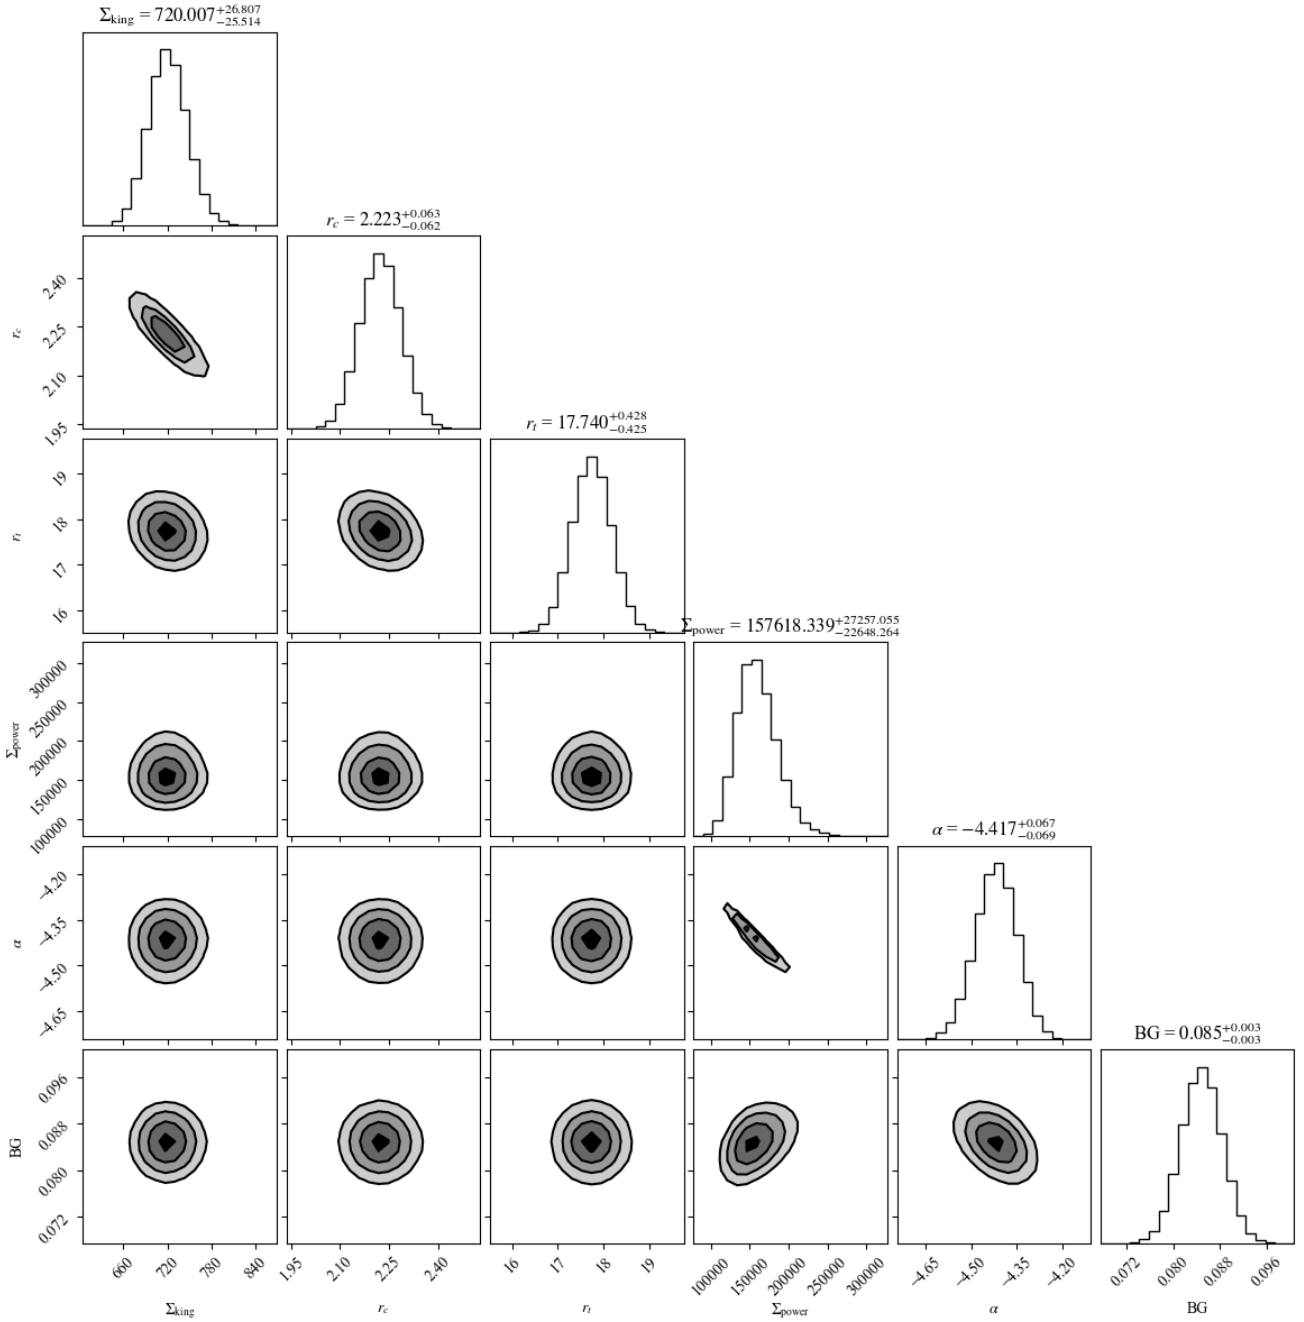 Σking = 720.007+26.807−25.514
rc = 2.223+0.063−0.062
2.40
2.25
2.10
1.95
rc
rt = 17.740+0.428−0.425
19
18
17
16
rt
Σpower = 157618.339+27257.055−22648.264
300000
250000
200000
150000
100000
Σpower
α = −4.417+0.067−0.069
−4.20
−4.35
−4.50
−4.65
α
BG = 0.085+0.003−0.003
0.096
0.088
0.080
0.072
BG
660 720 780 840 1.95 2.10 2.25 2.40 16 17 18 19 100000 150000 200000 250000 300000 −4.65 −4.50 −4.35 −4.20 0.072 0.080 0.088 0.096
Σking rc rt Σpower α BG